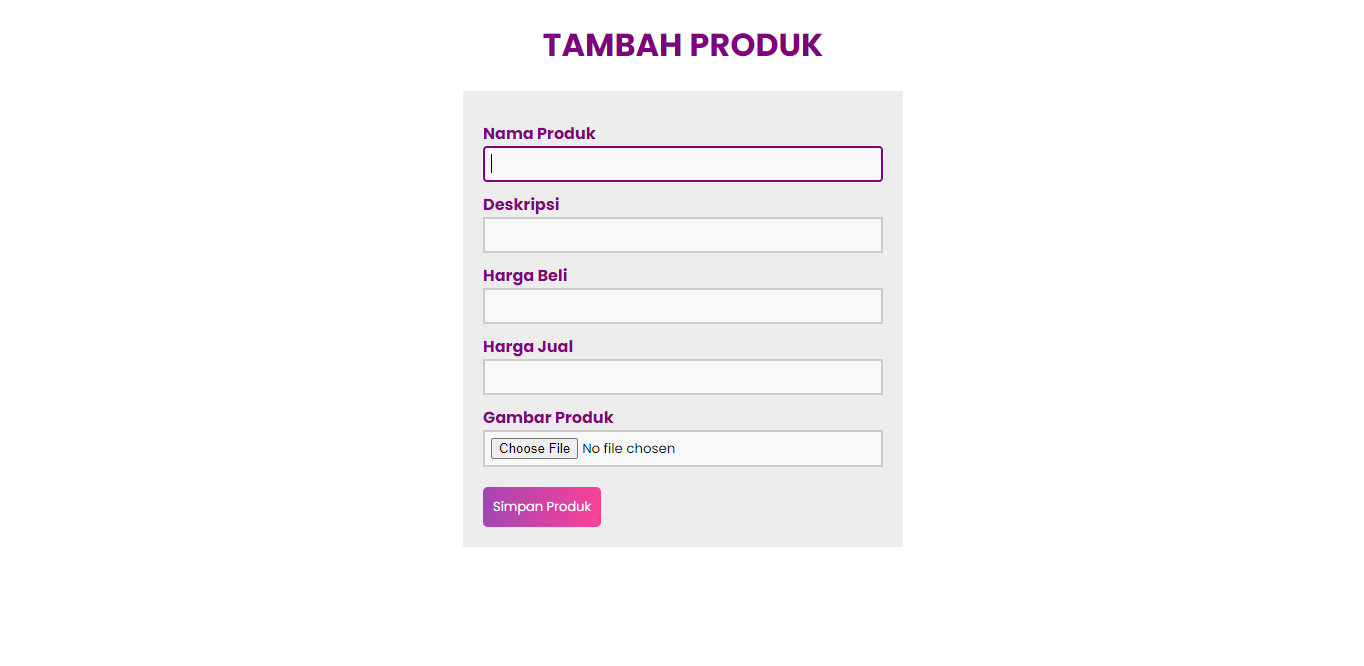 TAMBAH PRODUK
Nama Produk
Deskripsi
Harga Beli
Harga Jual
Gambar Produk
Choose File No file chosen
Simpan Produk